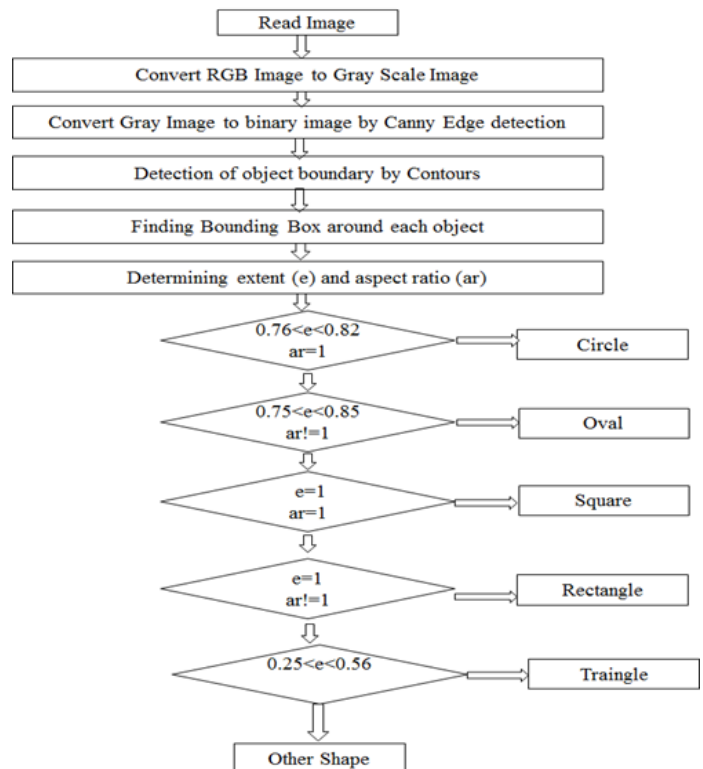 Read Image
Convert RGB Image to Gray Scale Image
Convert Gray Image to binary image by Canny Edge detection
Detection of object boundary by Contours
Finding Bounding Box around each object
Determining extent (e) and aspect ratio (ar)
0.76<e<0.82
ar=1
Circle
0.75<e<0.85
ar!=1
Oval
e=1
ar=1
Square
e=1
ar!=1
Rectangle
0.25<e<0.56
Traingle
Other Shape